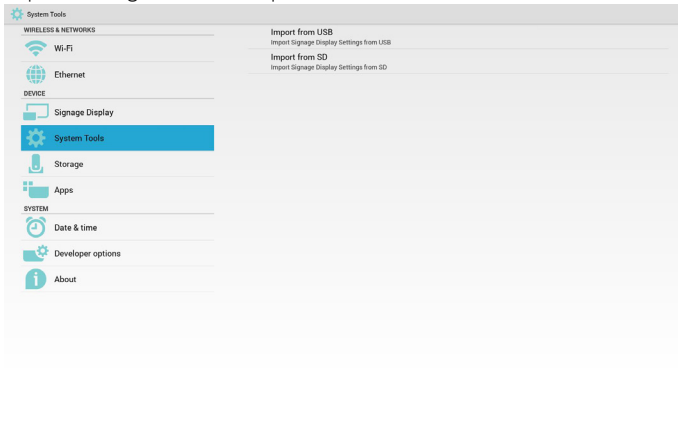 System Tools
WIRELESS & NETWORKS
Wi-Fi
Ethernet
DEVICE
Signage Display
System Tools
Storage
Apps
SYSTEM
Date & time
Developer options
About
Import from USB
Import Signage Display Settings from USB
Import from SD
Import Signage Display Settings from SD